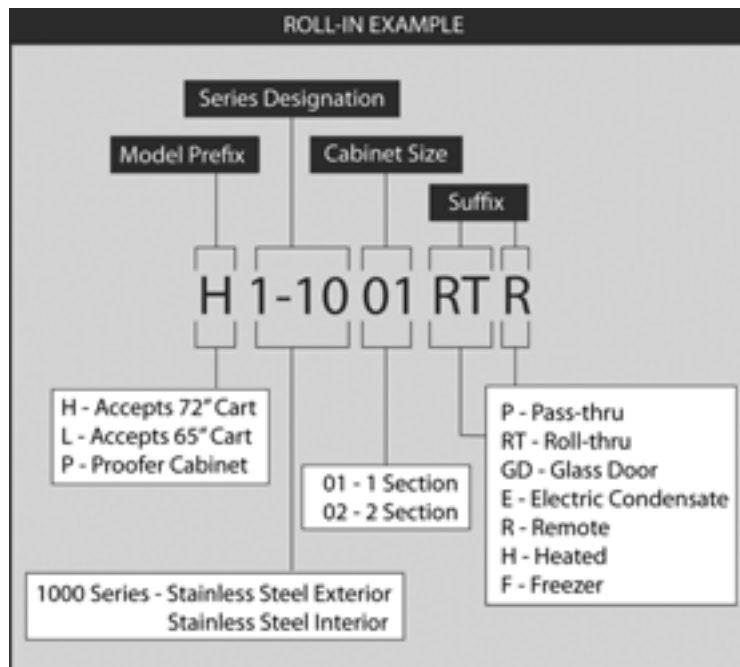 ROLL-IN EXAMPLE
Series Designation
Model Prefix
Cabinet Size
Suffix
H 1-10 01 RT R
H - Accepts 72" Cart
L - Accepts 65" Cart
P - Proofer Cabinet
01 - 1 Section
02 - 2 Section
P - Pass-thru
RT - Roll-thru
GD - Glass Door
E - Electric Condensate
R - Remote
H - Heated
F - Freezer
1000 Series - Stainless Steel Exterior
Stainless Steel Interior